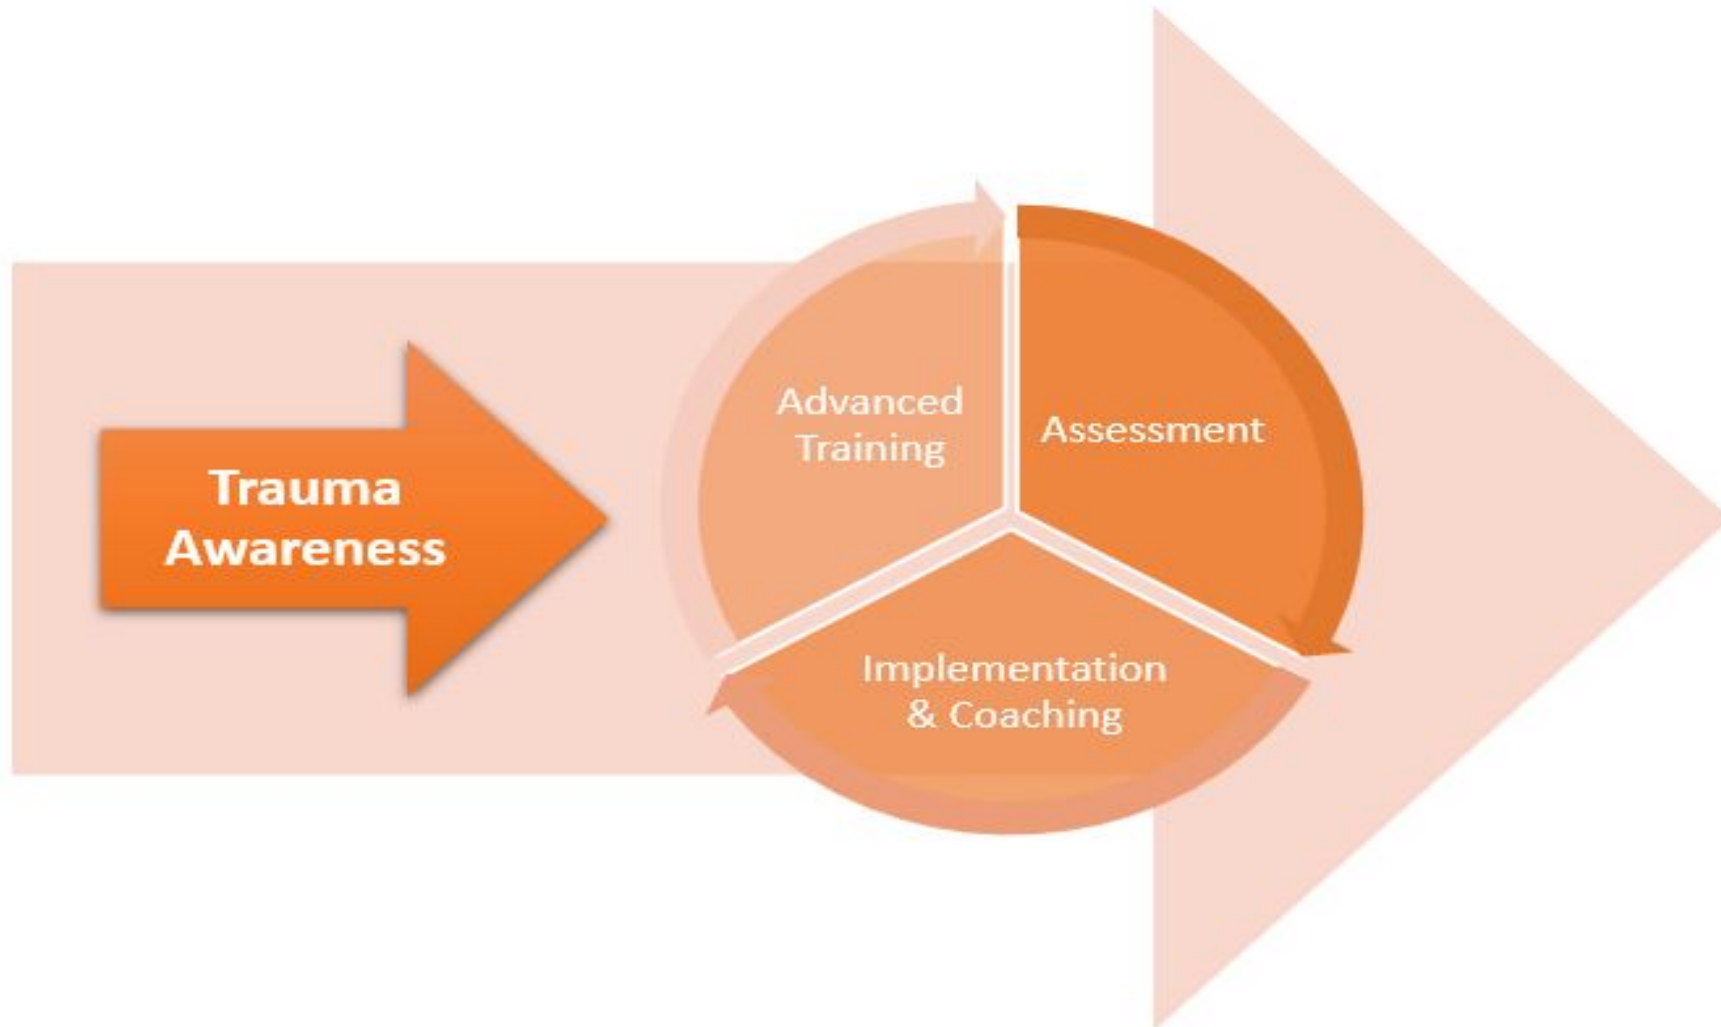 Trauma
Awareness
Advanced
Training
Assessment
Implementation
& Coaching